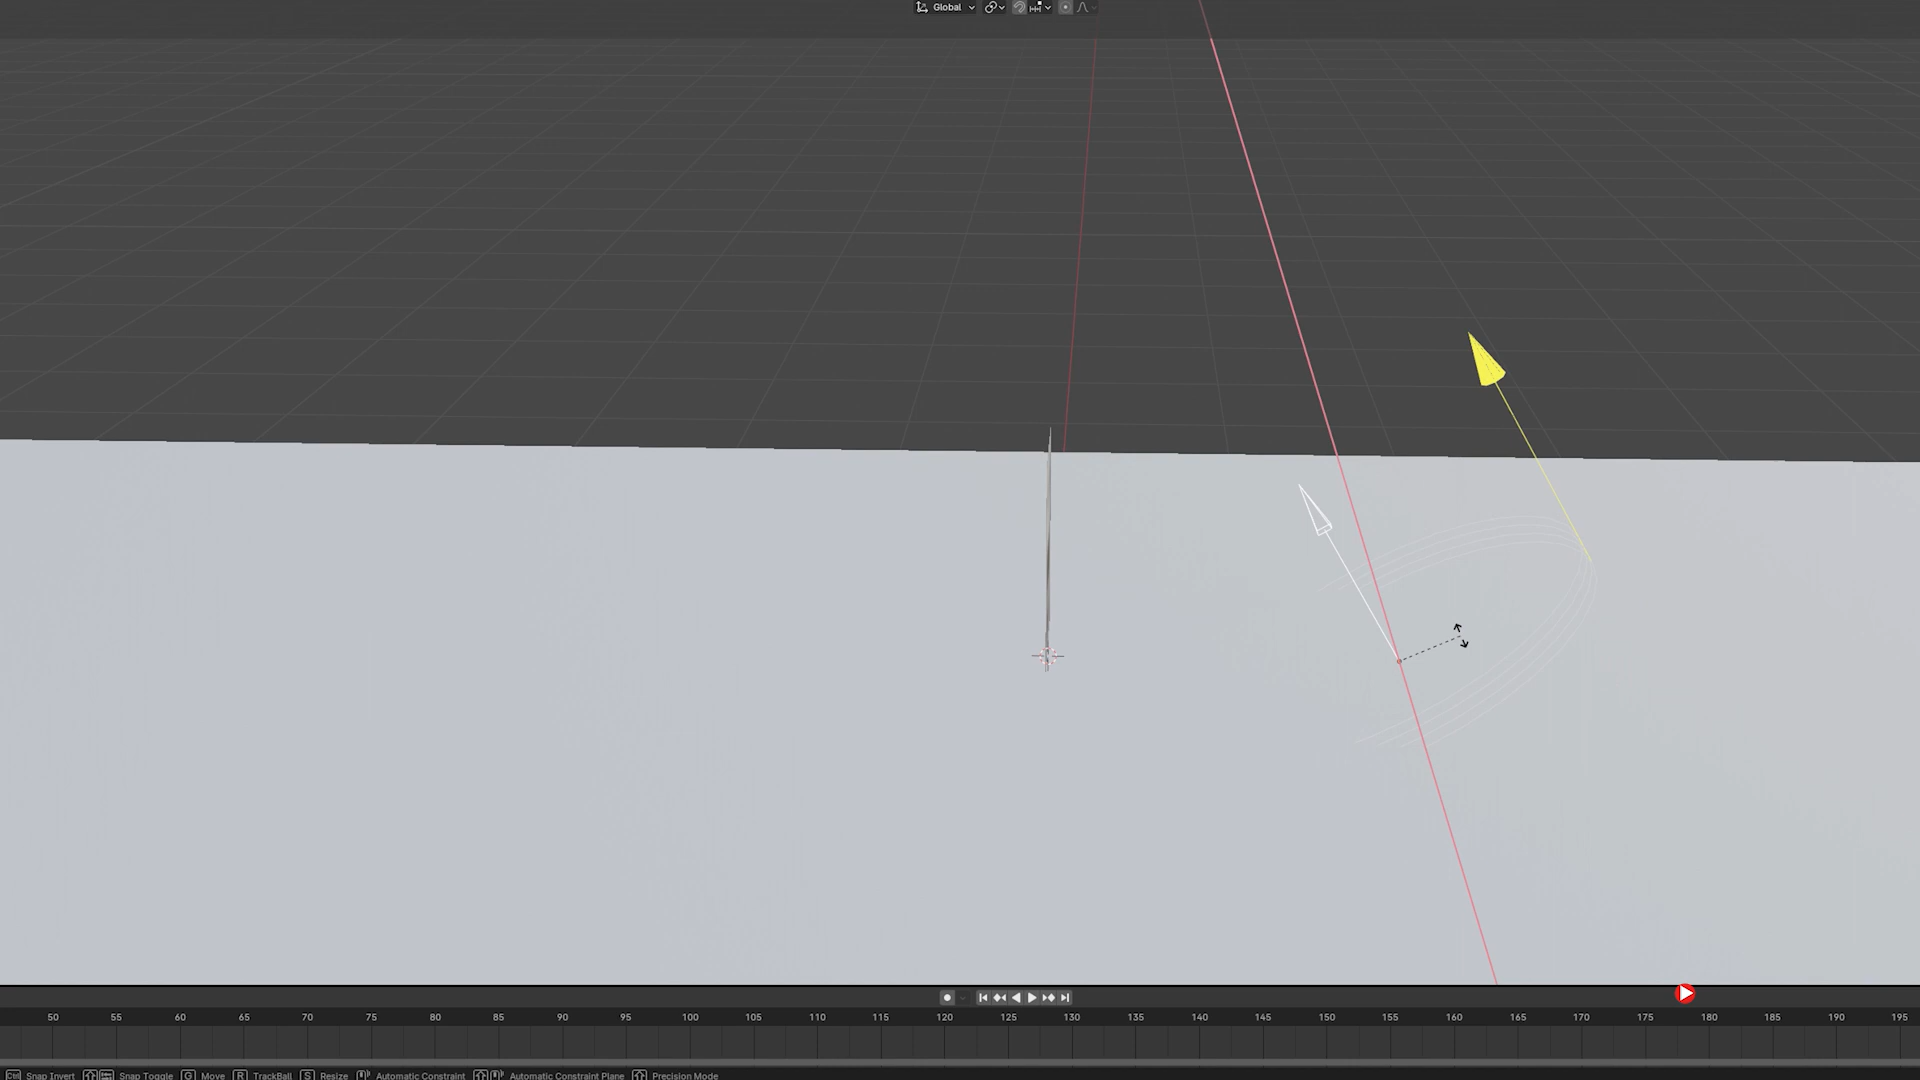 Global
50 55 60 65 70 75 80 85 90 95 100 105 110 115 120 125 130 135 140 145 150 155 160 165 170 175 180 185 190 195
Ctrl Snap Invert Snap Toggle G Move R TrackBall S Resize Automatic Constraint Automatic Constraint Plane Precision Mode